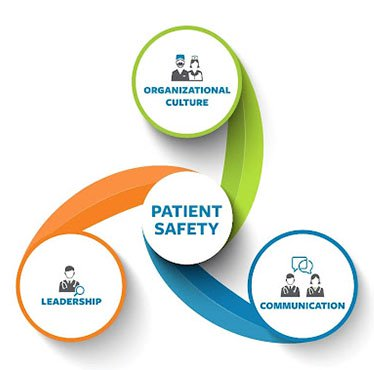 ORGANIZATIONAL
CULTURE
PATIENT
SAFETY
LEADERSHIP
COMMUNICATION